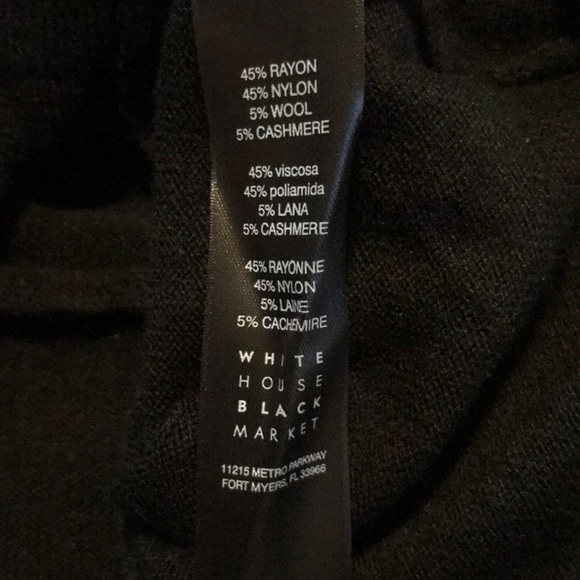 45% RAYON
45% NYLON
5% WOOL
5% CASHMERE
45% viscosa
45% poliamida
5% LANA
5% CASHMERE
45% RAYONNE
45% NYLON
5% LAINE
5% CACHEMIRE
WHITE
HOUSE
BLACK
MARKET
11215 METRO PARKWAY
FORT MYERS, FL 33966